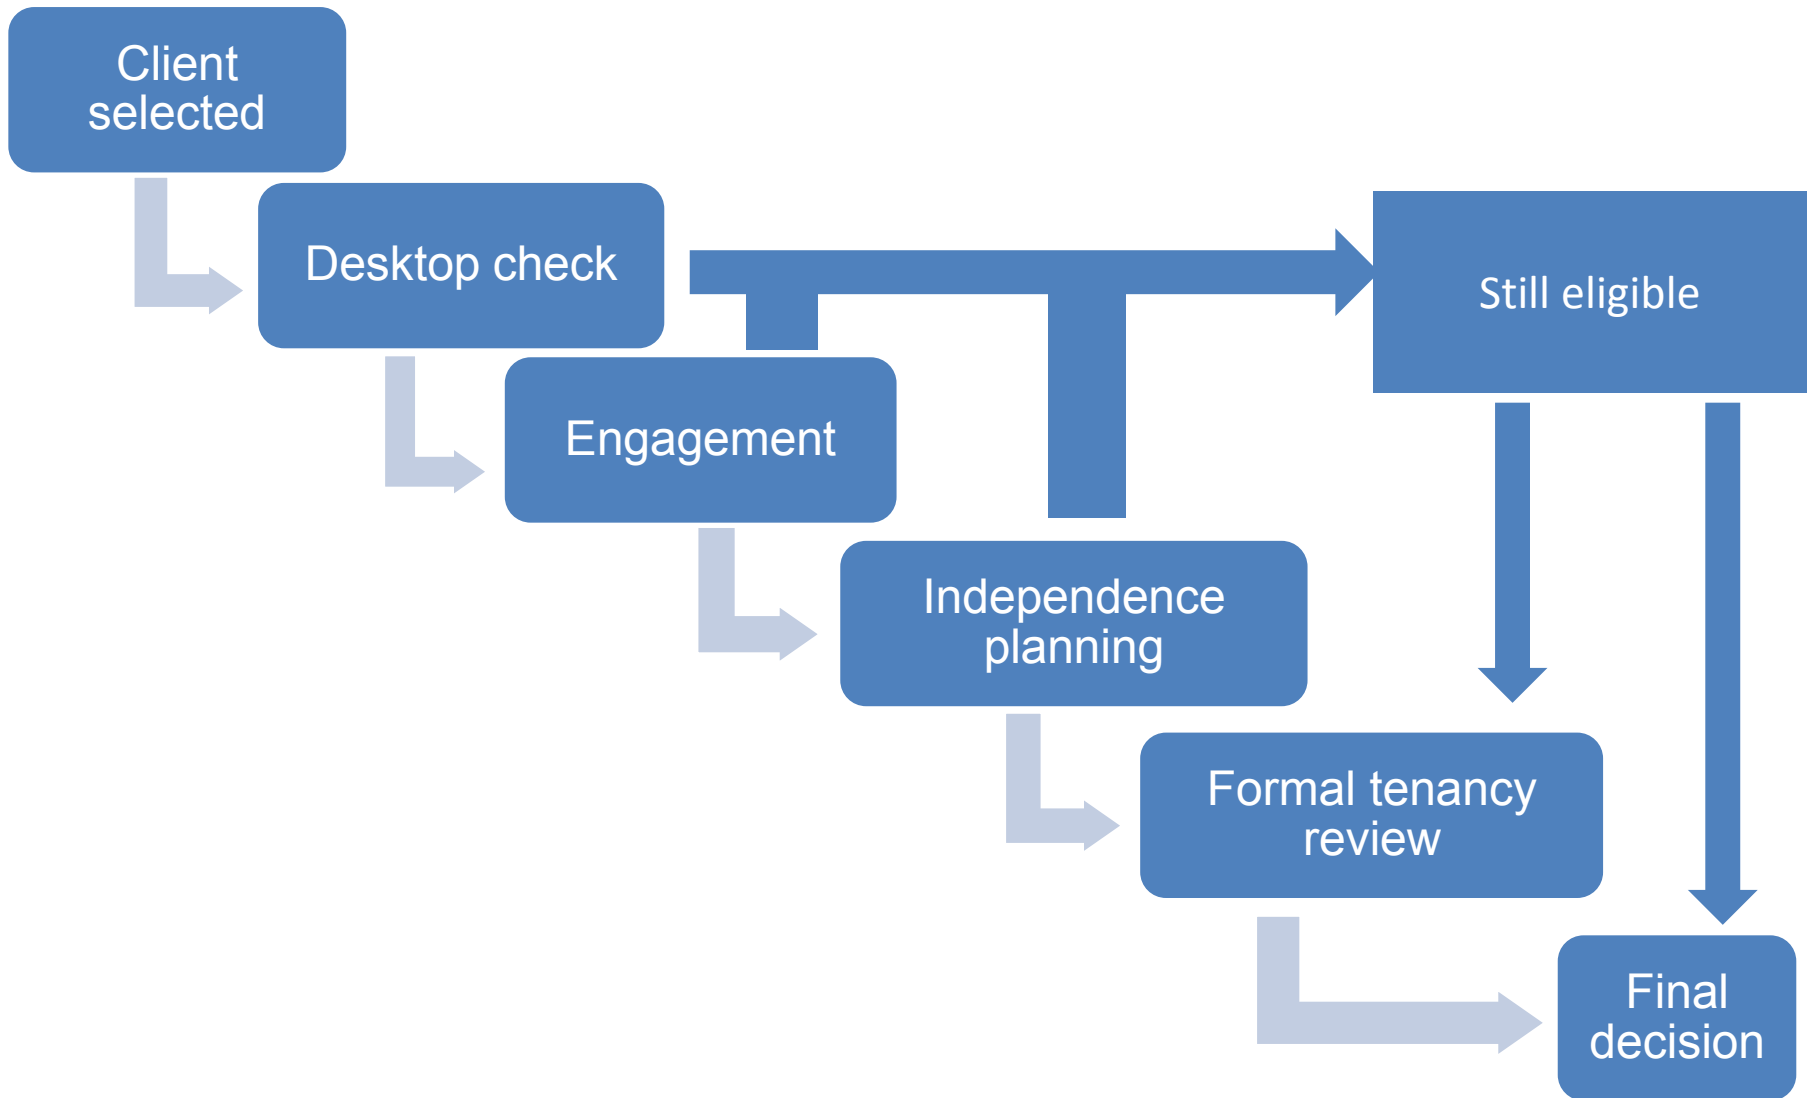 Client
selected
Desktop check
Still eligible
Engagement
Independence
planning
Formal tenancy
review
Final
decision